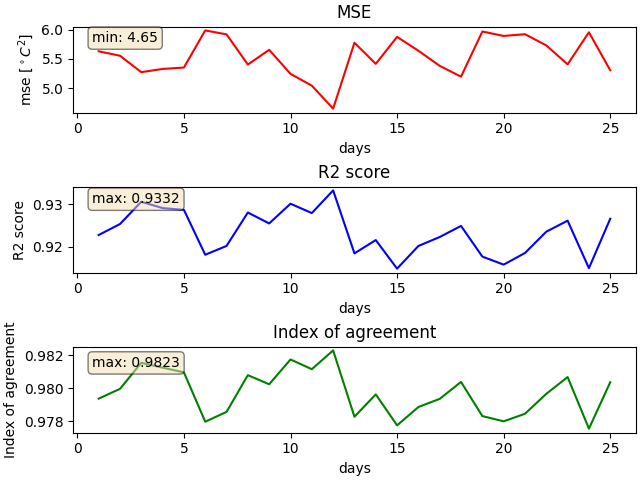 MSE
mse [°C²]
6.0
5.5
5.0
min: 4.65
0 5 10 15 20 25
days
R2 score
R2 score
0.93
0.92
max: 0.9332
0 5 10 15 20 25
days
Index of agreement
Index of agreement
0.982
0.980
0.978
max: 0.9823
0 5 10 15 20 25
days